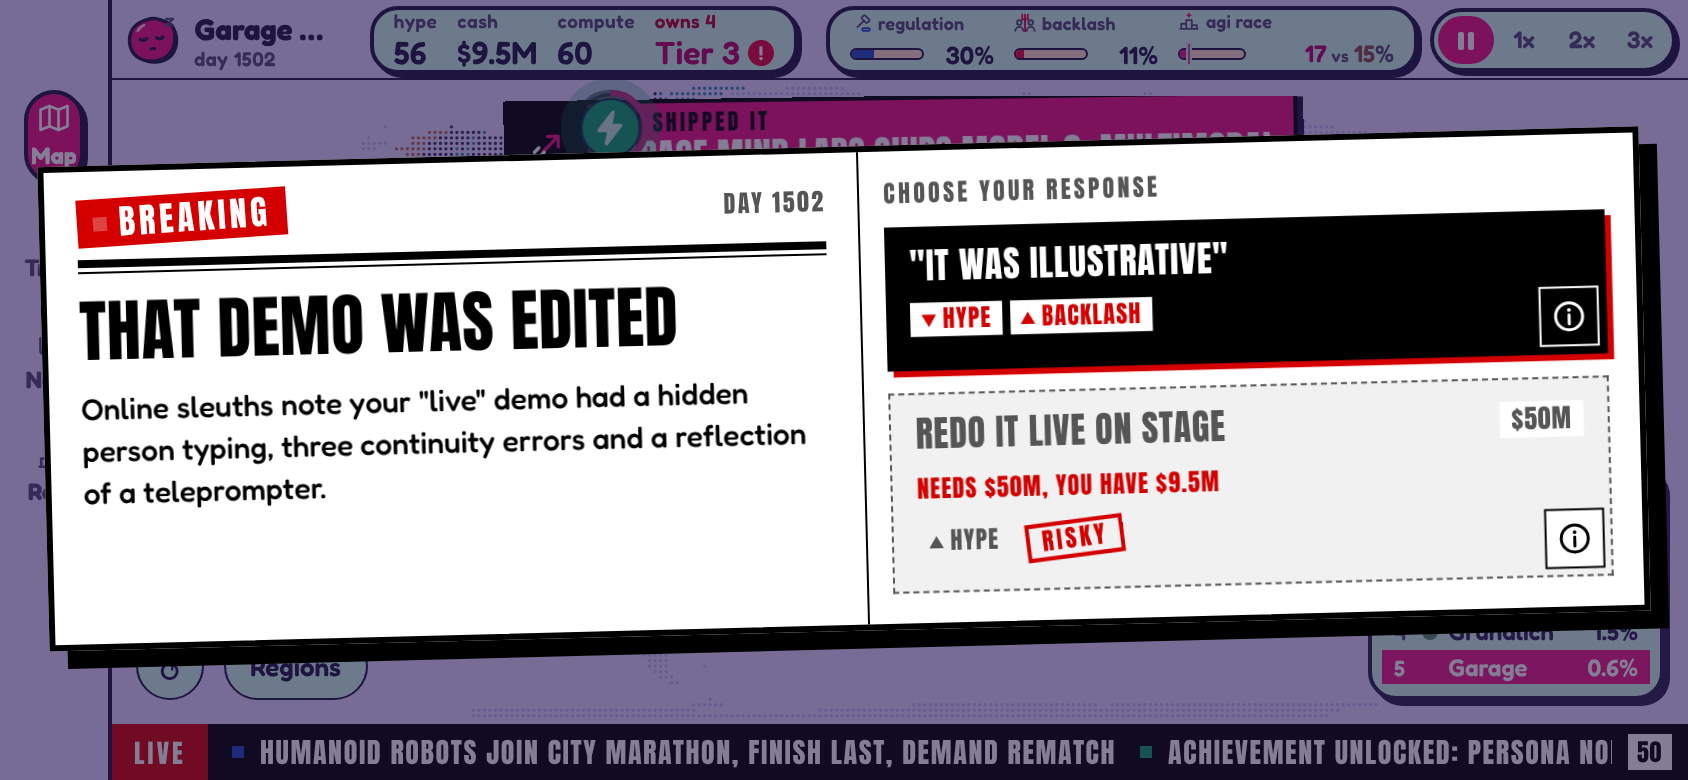 Garage ...
day 1502
hype
56
cash
$9.5M
compute
60
owns 4
Tier 3
regulation
30%
backlash
11%
agi race
17 vs 15%
1x
2x
3x
Map
SHIPPED IT
BREAKING
DAY 1502
THAT DEMO WAS EDITED
Online sleuths note your "live" demo had a hidden
person typing, three continuity errors and a reflection
of a teleprompter.
CHOOSE YOUR RESPONSE
"IT WAS ILLUSTRATIVE"
▼ HYPE
▲ BACKLASH
REDO IT LIVE ON STAGE
$50M
NEEDS $50M, YOU HAVE $9.5M
▲ HYPE
RISKY
Regions
1.5%
5 Garage 0.6%
LIVE
HUMANOID ROBOTS JOIN CITY MARATHON, FINISH LAST, DEMAND REMATCH
ACHIEVEMENT UNLOCKED: PERSONA
50